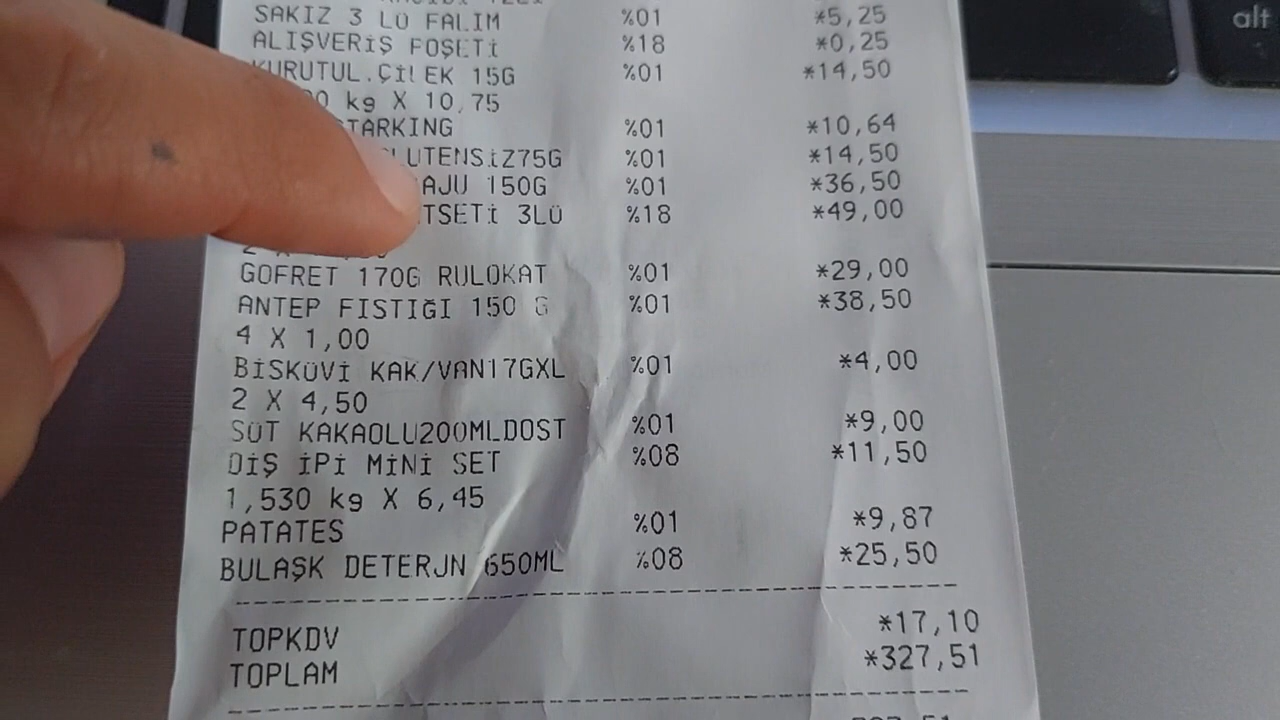 SAKIZ 3 LÜ FALIM %01 *5,25
ALIŞVERİŞ POŞETİ %18 *0,25
KURUTUL.ÇİLEK 15G %01 *14,50
kg X 10,75
STARKING %01 *10,64
GLUTENSİZ75G %01 *14,50
KAJU 150G %01 *36,50
TSETİ 3LÜ %18 *49,00
2 X
GOFRET 170G RULOKAT %01 *29,00
ANTEP FISTIĞI 150 G %01 *38,50
4 X 1,00
BİSKÜVİ KAK/VAN17GXL %01 *4,00
2 X 4,50
SÜT KAKAOLU200MLDOST %01 *9,00
DİŞ İPİ MİNİ SET %08 *11,50
1,530 kg X 6,45
PATATES %01 *9,87
BULAŞK DETERJN 650ML %08 *25,50
TOPKDV *17,10
TOPLAM *327,51
alt